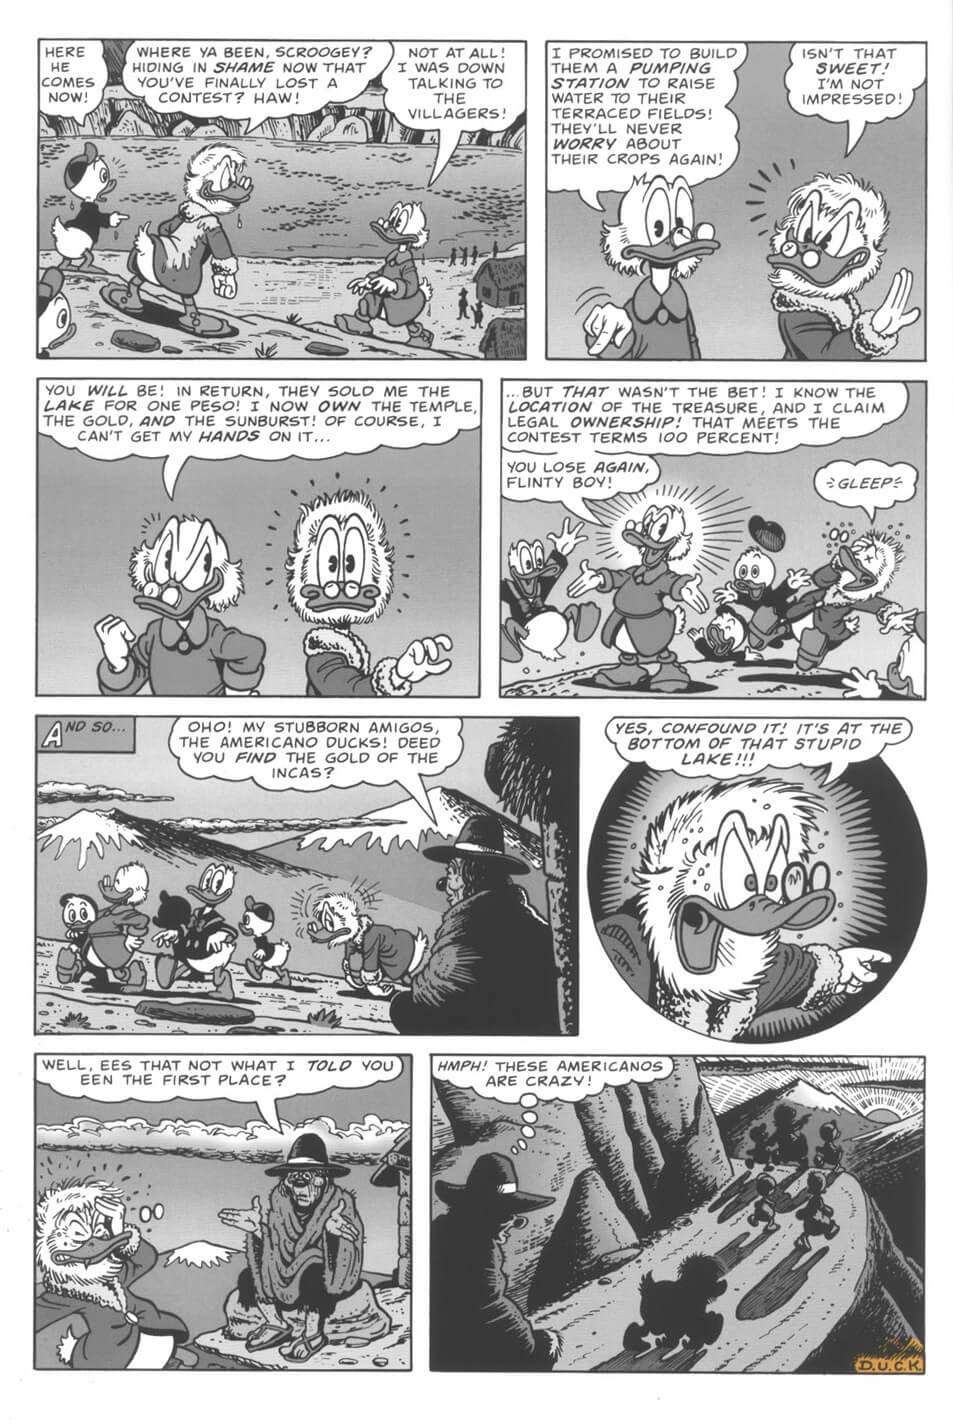 HERE
HE
COMES
NOW!
WHERE YA BEEN, SCROOGEY?
HIDING IN SHAME NOW THAT
YOU'VE FINALLY LOST A
CONTEST? HAW!
NOT AT ALL!
I WAS DOWN
TALKING TO
THE
VILLAGERS!
I PROMISED TO BUILD
THEM A PUMPING
STATION TO RAISE
WATER TO THEIR
TERRACED FIELDS!
THEY'LL NEVER
WORRY ABOUT
THEIR CROPS AGAIN!
ISN'T THAT
SWEET!
I'M NOT
IMPRESSED!
YOU WILL BE! IN RETURN, THEY SOLD ME THE
LAKE FOR ONE PESO! I NOW OWN THE TEMPLE,
THE GOLD, AND THE SUNBURST! OF COURSE, I
CAN'T GET MY HANDS ON IT...
...BUT THAT WASN'T THE BET! I KNOW THE
LOCATION OF THE TREASURE, AND I CLAIM
LEGAL OWNERSHIP! THAT MEETS THE
CONTEST TERMS 100 PERCENT!
YOU LOSE AGAIN,
FLINTY BOY!
GLEEP
AND SO...
OHO! MY STUBBORN AMIGOS,
THE AMERICANO DUCKS! DEED
YOU FIND THE GOLD OF THE
INCAS?
YES, CONFOUND IT! IT'S AT THE
BOTTOM OF THAT STUPID
LAKE!!!
WELL, EES THAT NOT WHAT I TOLD YOU
EEN THE FIRST PLACE?
HMPH! THESE AMERICANOS
ARE CRAZY!
D.U.C.K.